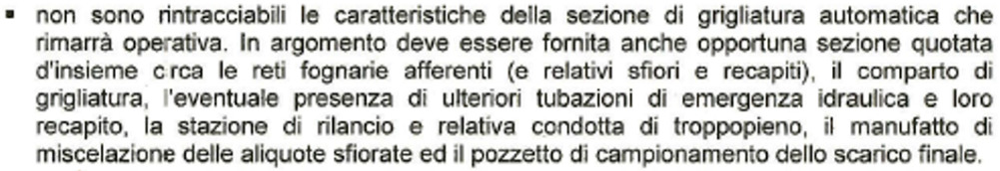 ▪ non sono rintracciabili le caratteristiche della sezione di grigliatura automatica che
rimarrà operativa. In argomento deve essere fornita anche opportuna sezione quotata
d'insieme circa le reti fognarie afferenti (e relativi sfiori e recapiti), il comparto di
grigliatura, l'eventuale presenza di ulteriori tubazioni di emergenza idraulica e loro
recapito, la stazione di rilancio e relativa condotta di troppopieno, il manufatto di
miscelazione delle aliquote sfiorate ed il pozzetto di campionamento dello scarico finale.